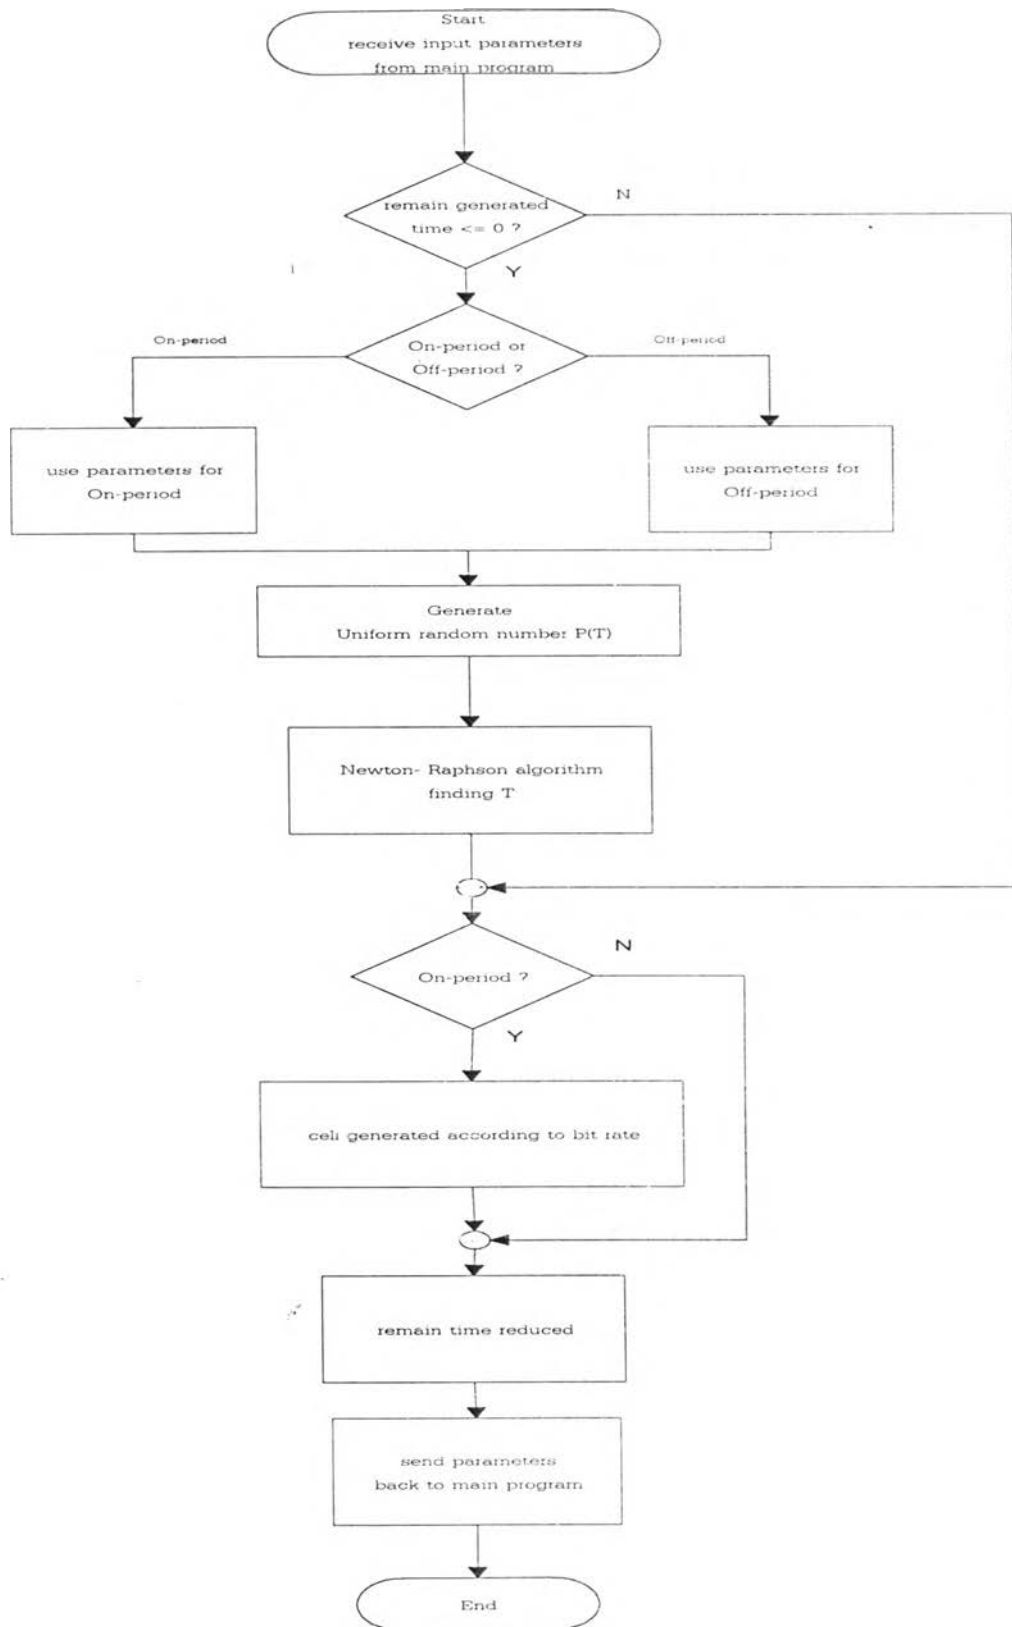 Start
receive input parameters
from main program
remain generated
time <= 0 ?
N
Y
On-period
On-period or
Off-period ?
Off-period
use parameters for
On-period
use parameters for
Off-period
Generate
Uniform random number P(T)
Newton- Raphson algorithm
finding T
On-period ?
N
Y
cell generated according to bit rate
remain time reduced
send parameters
back to main program
End